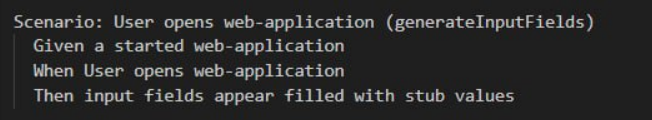 Scenario: User opens web-application (generateInputFields)
Given a started web-application
When User opens web-application
Then input fields appear filled with stub values